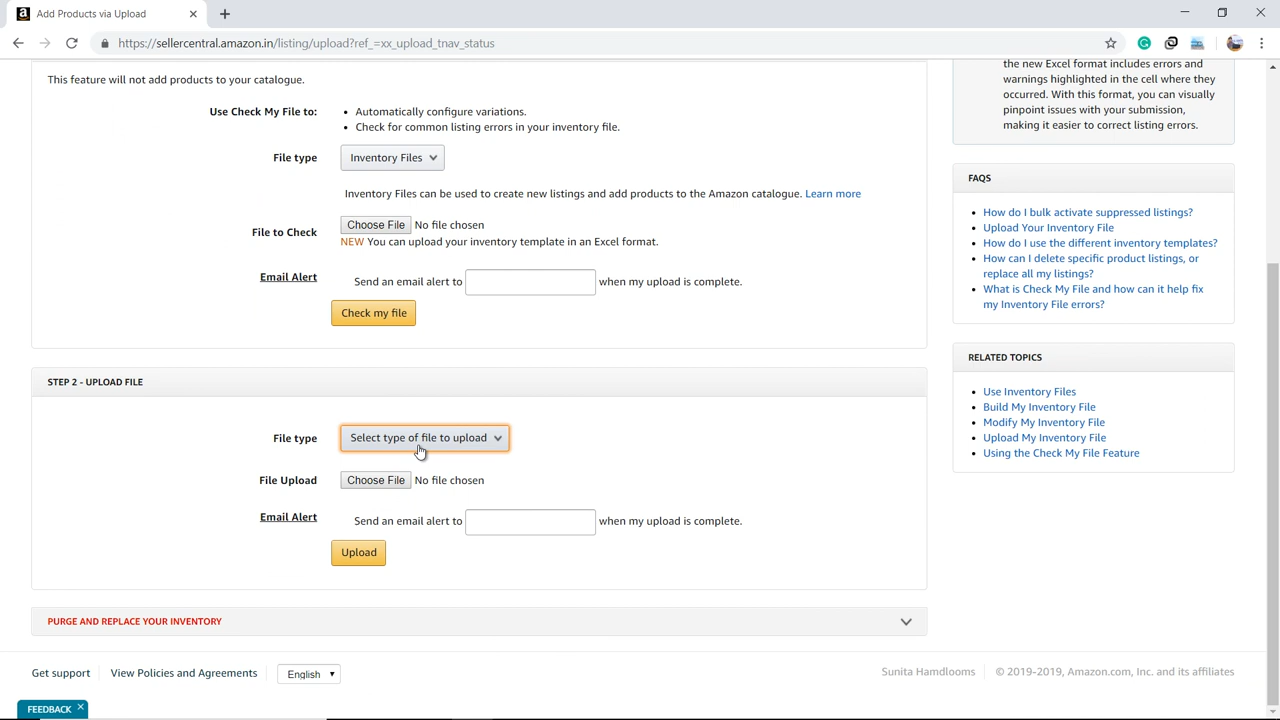 Add Products via Upload
https://sellercentral.amazon.in/listing/upload?ref_=xx_upload_tnav_status
This feature will not add products to your catalogue.
Use Check My File to:
• Automatically configure variations.
• Check for common listing errors in your inventory file.
File type
Inventory Files
Inventory Files can be used to create new listings and add products to the Amazon catalogue. Learn more
File to Check
Choose File No file chosen
NEW You can upload your inventory template in an Excel format.
Email Alert
Send an email alert to when my upload is complete.
Check my file
STEP 2 - UPLOAD FILE
File type
Select type of file to upload
File Upload
Choose File No file chosen
Email Alert
Send an email alert to when my upload is complete.
Upload
PURGE AND REPLACE YOUR INVENTORY
the new Excel format includes errors and
warnings highlighted in the cell where they
occurred. With this format, you can visually
pinpoint issues with your submission,
making it easier to correct listing errors.
FAQS
• How do I bulk activate suppressed listings?
• Upload Your Inventory File
• How do I use the different inventory templates?
• How can I delete specific product listings, or
replace all my listings?
• What is Check My File and how can it help fix
my Inventory File errors?
RELATED TOPICS
• Use Inventory Files
• Build My Inventory File
• Modify My Inventory File
• Upload My Inventory File
• Using the Check My File Feature
Get support
View Policies and Agreements
English
Sunita Hamdlooms
© 2019-2019, Amazon.com, Inc. and its affiliates
FEEDBACK